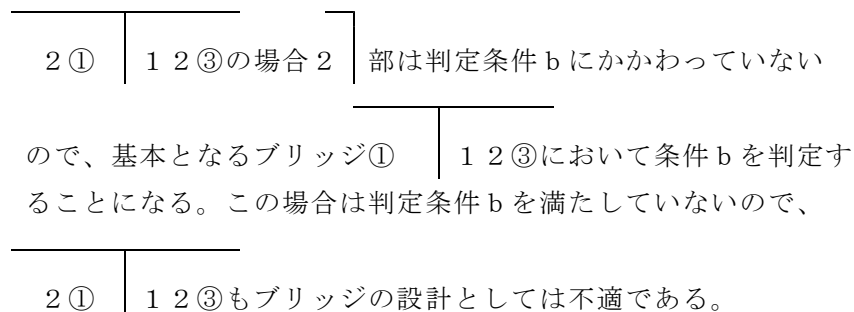 2① 12③の場合2 部は判定条件bにかかわっていない
ので、基本となるブリッジ① 12③において条件bを判定す
ることになる。この場合は判定条件bを満たしていないので、
2① 12③もブリッジの設計としては不適である。